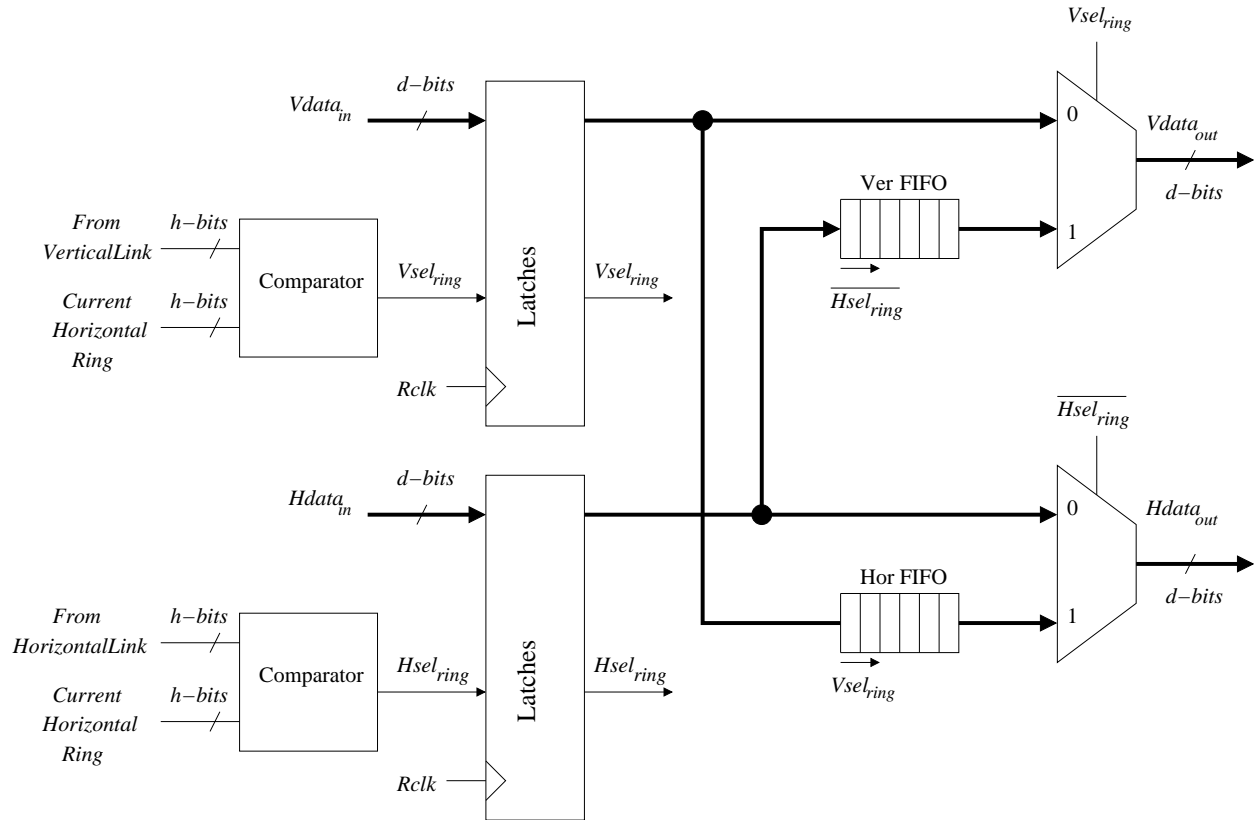 Vsel_ring
d−bits
Vdata_in
0
Vdata_out
d−bits
Ver FIFO
From
VerticalLink
h−bits
1
Comparator
Vsel_ring
Latches
Vsel_ring
H̅s̅e̅l̅_r̅i̅n̅g̅
Current
Horizontal
Ring
h−bits
Rclk
H̅s̅e̅l̅_r̅i̅n̅g̅
d−bits
Hdata_in
0
Hdata_out
d−bits
Hor FIFO
From
HorizontalLink
h−bits
1
Comparator
Hsel_ring
Latches
Hsel_ring
Vsel_ring
Current
Horizontal
Ring
h−bits
Rclk